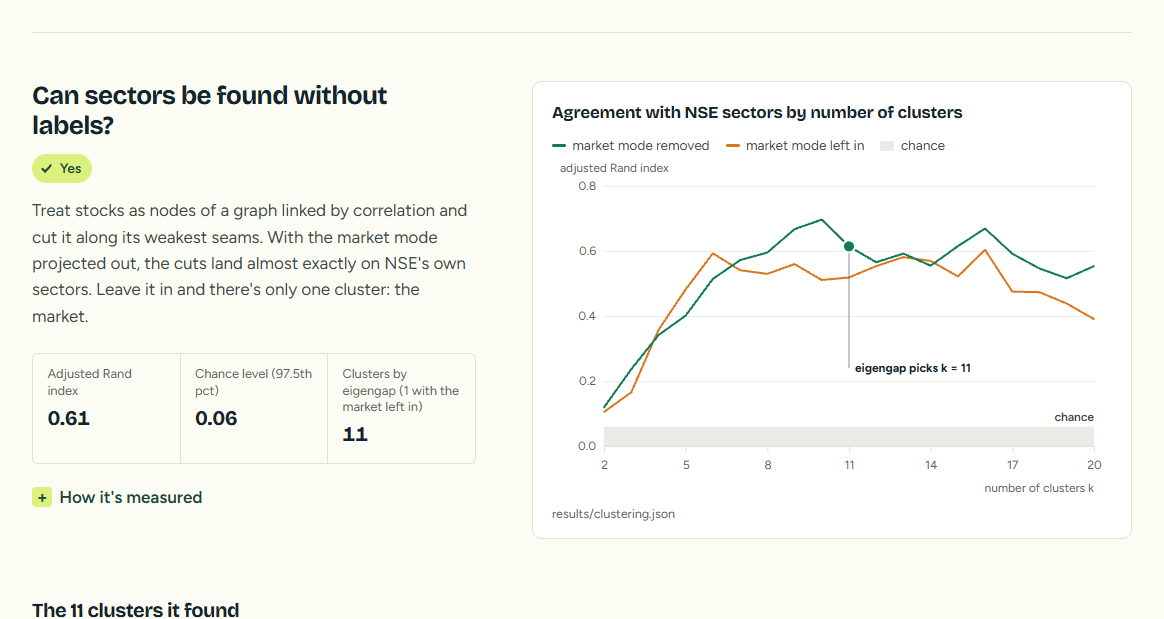 Can sectors be found without
labels?
Yes
Treat stocks as nodes of a graph linked by correlation and
cut it along its weakest seams. With the market mode
projected out, the cuts land almost exactly on NSE's own
sectors. Leave it in and there's only one cluster: the
market.
Adjusted Rand
index
0.61
Chance level (97.5th
pct)
0.06
Clusters by
eigengap (1 with the
market left in)
11
+ How it's measured
Agreement with NSE sectors by number of clusters
market mode removed market mode left in chance
adjusted Rand index
0.8
0.6
0.4
eigengap picks k = 11
0.2
chance
0.0
2 5 8 11 14 17 20
number of clusters k
results/clustering.json
The 11 clusters it found